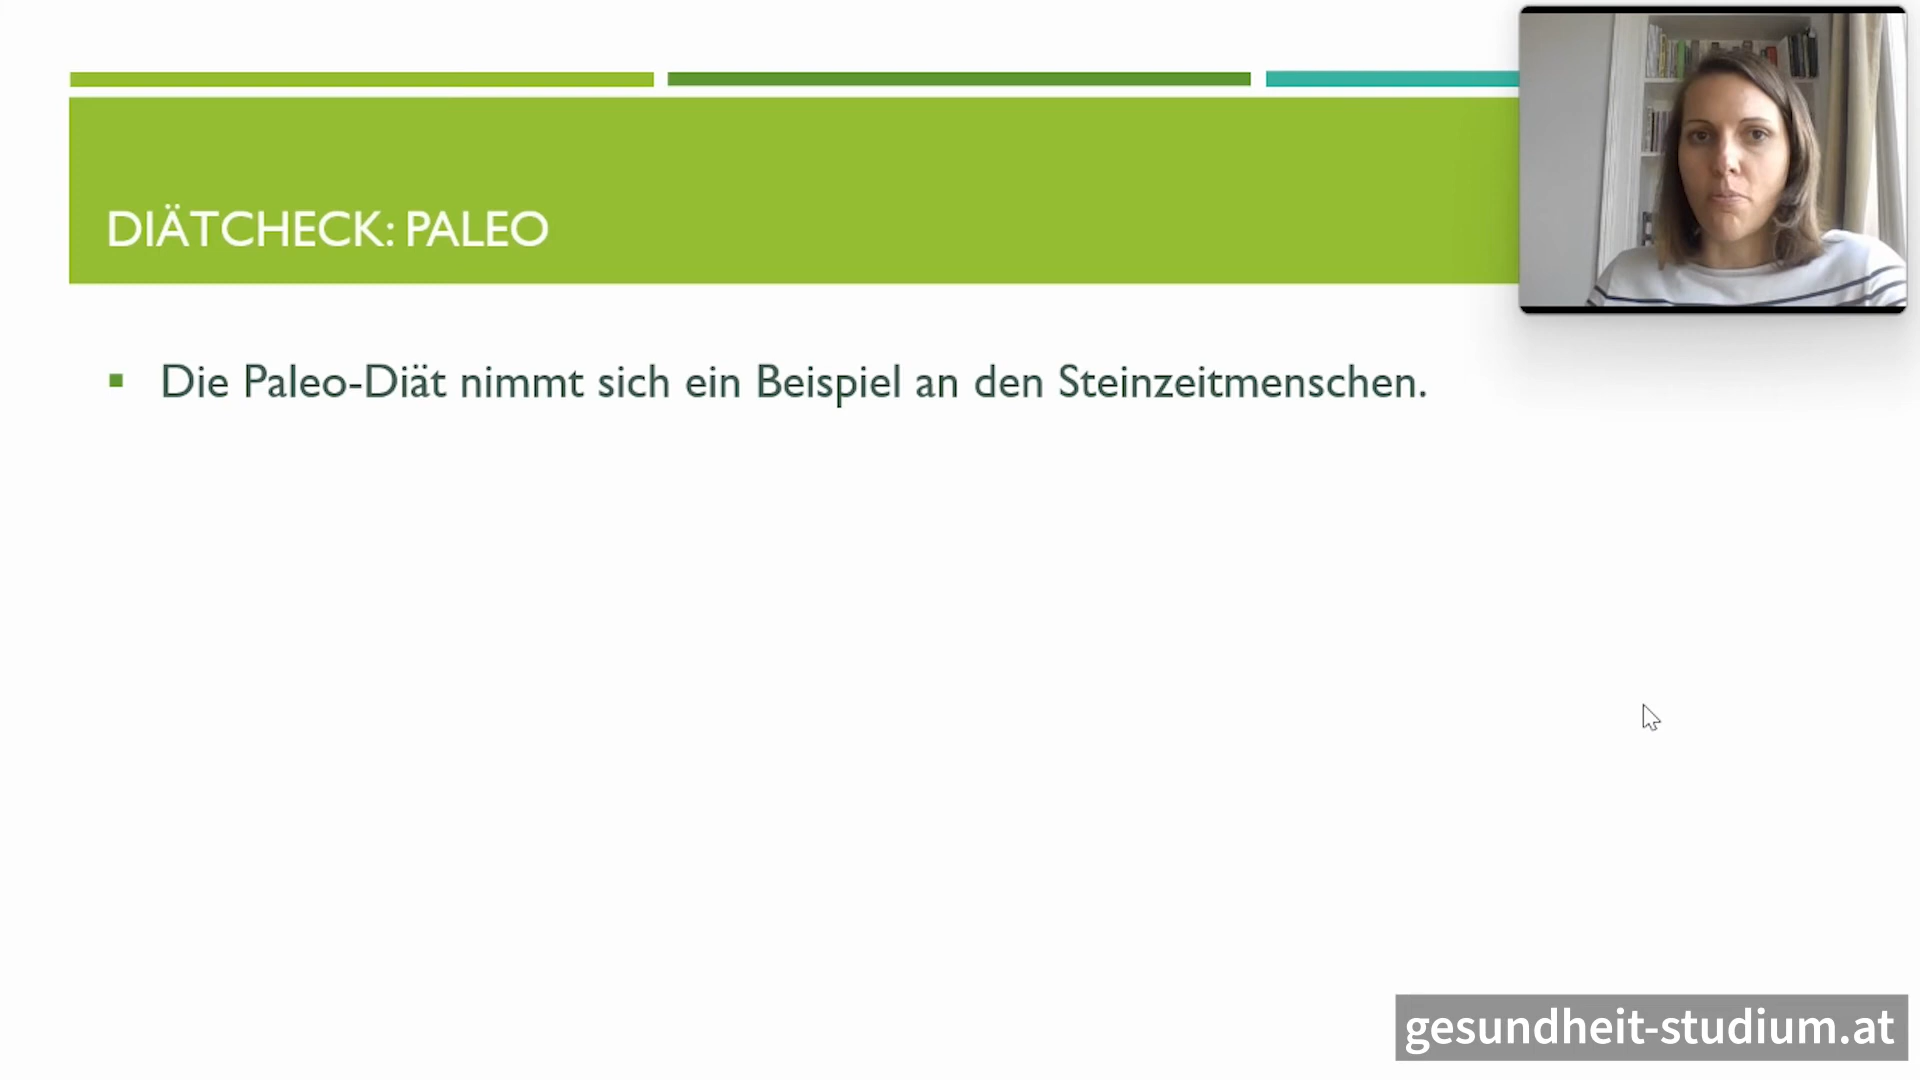 DIÄTCHECK: PALEO
Die Paleo-Diät nimmt sich ein Beispiel an den Steinzeitmenschen.
gesundheit-studium.at